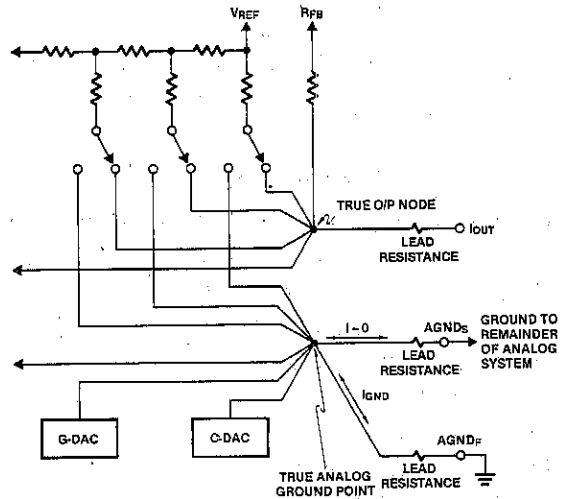 VREF
RFB
TRUE O/P NODE
IOUT
LEAD
RESISTANCE
I=0
AGNDS
GROUND TO
REMAINDER
OF ANALOG
SYSTEM
LEAD
RESISTANCE
IGND
G-DAC
C-DAC
AGNDF
LEAD
RESISTANCE
TRUE ANALOG
GROUND POINT